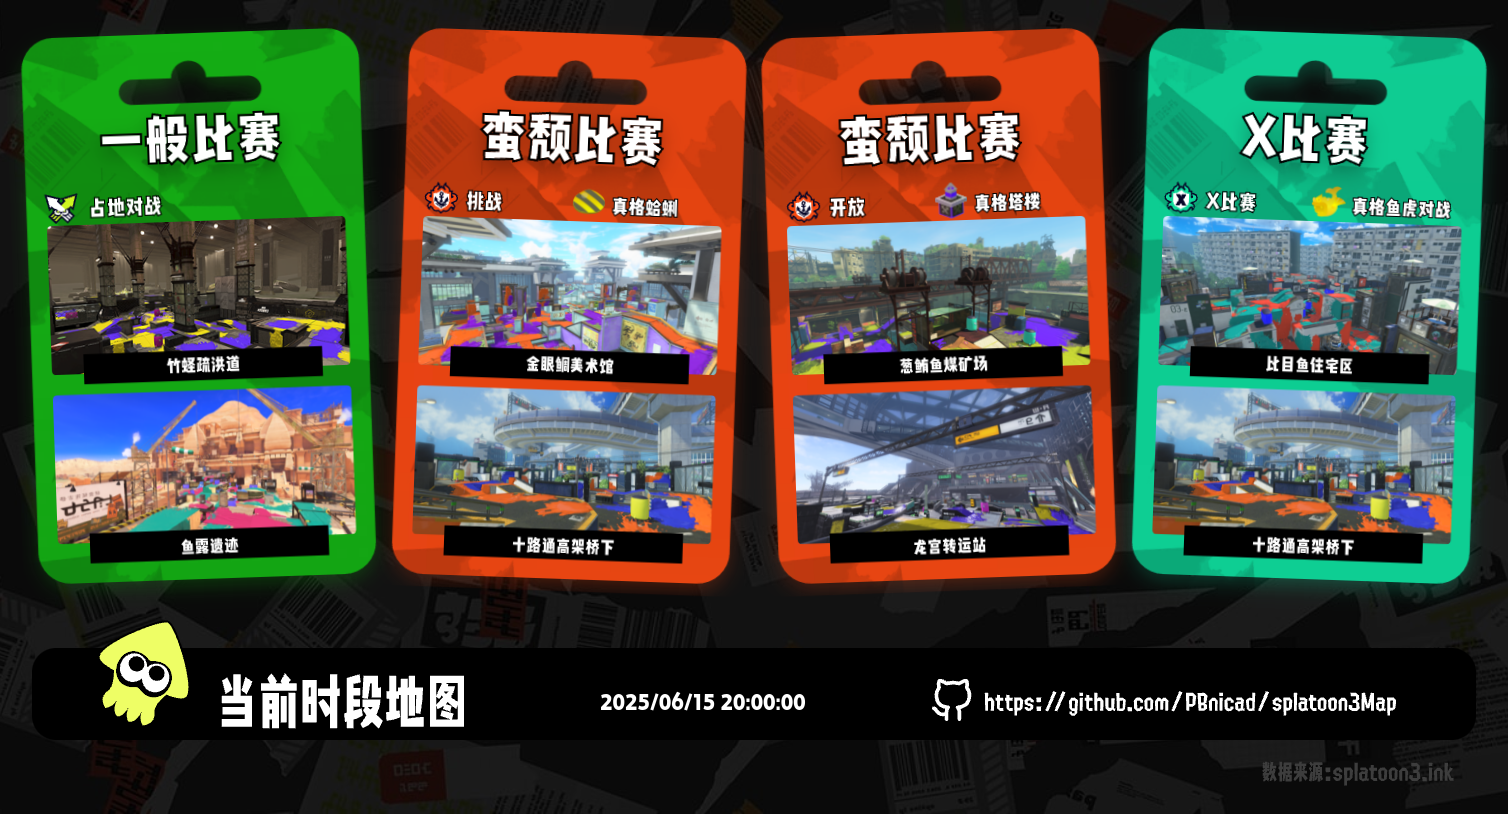 一般比赛
占地对战
竹蛏疏洪道
鱼露遗迹
蛮颓比赛
挑战
真格蛤蜊
金眼鲷美术馆
十路通高架桥下
蛮颓比赛
开放
真格塔楼
葱鲔鱼煤矿场
龙宫转运站
X比赛
X比赛
真格鱼虎对战
比目鱼住宅区
十路通高架桥下
当前时段地图
2025/06/15 20:00:00
https://github.com/PBnicad/splatoon3Map
数据来源:splatoon3.ink